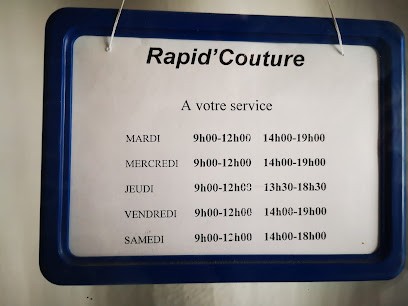 Rapid'Couture
A votre service
MARDI 9h00-12h00 14h00-19h00
MERCREDI 9h00-12h00 14h00-19h00
JEUDI 9h00-12h00 13h30-18h30
VENDREDI 9h00-12h00 14h00-19h00
SAMEDI 9h00-12h00 14h00-18h00